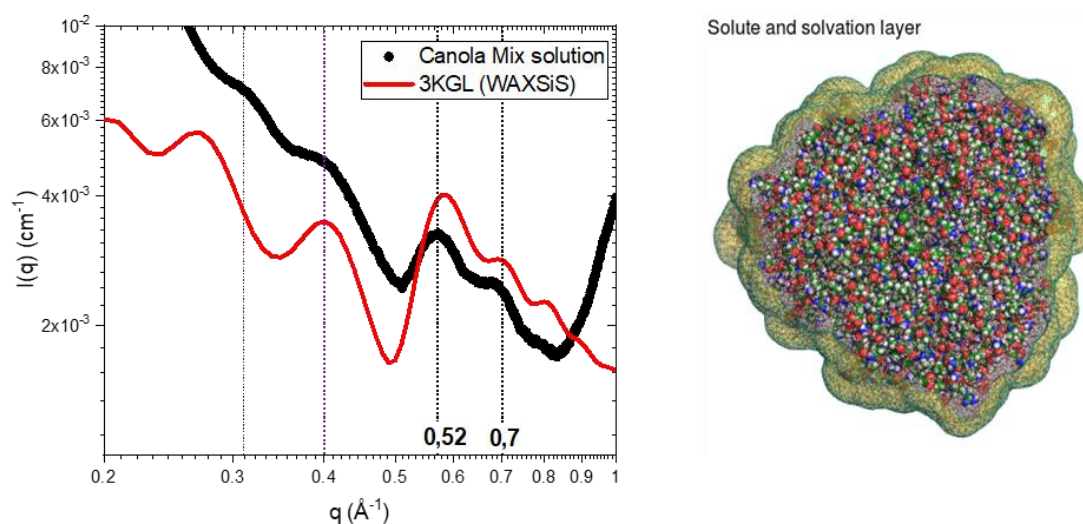 10⁻²
8x10⁻³
6x10⁻³
4x10⁻³
2x10⁻³
I(q) (cm⁻¹)
Canola Mix solution
3KGL (WAXSiS)
0,52
0,7
0.2
0.3
0.4
0.5
0.6
0.7
0.8
0.9
1
q (Å⁻¹)
Solute and solvation layer